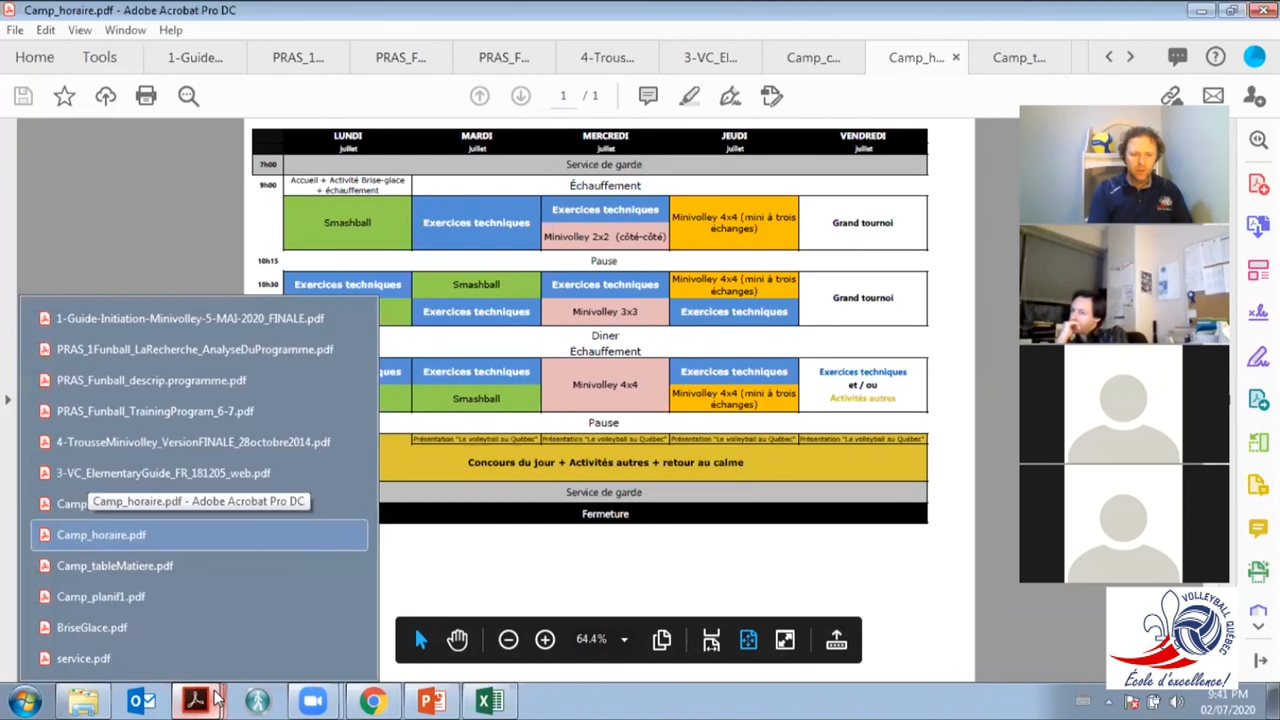 Camp_horaire.pdf - Adobe Acrobat Pro DC
File Edit View Window Help
Home Tools 1-Guide... PRAS_1... PRAS_F... PRAS_F... 4-Trous... 3-VC_El... Camp_c... Camp_h... Camp_t...
1 / 1
LUNDI MARDI MERCREDI JEUDI VENDREDI
juillet juillet juillet juillet juillet
7h00 Service de garde
9h00 Accueil + Activité Brise-glace + échauffement Échauffement
Smashball Exercices techniques Exercices techniques Minivolley 4x4 (mini à trois échanges) Grand tournoi
Minivolley 2x2 (côté-côté)
10h15 Pause
10h30 Exercices techniques Smashball Exercices techniques Minivolley 4x4 (mini à trois échanges) Grand tournoi
Exercices techniques Minivolley 3x3 Exercices techniques
Diner
Échauffement
Exercices techniques Minivolley 4x4 Exercices techniques Exercices techniques
et / ou
Smashball Minivolley 4x4 (mini à trois échanges) Activités autres
Pause
Présentation "Le volleyball au Québec" Présentation "Le volleyball au Québec" Présentation "Le volleyball au Québec" Présentation "Le volleyball au Québec"
Concours du jour + Activités autres + retour au calme
Service de garde
Fermeture
1-Guide-Initiation-Minivolley-5-MAI-2020_FINALE.pdf
PRAS_1Funball_LaRecherche_AnalyseDuProgramme.pdf
PRAS_Funball_descrip.programme.pdf
PRAS_Funball_TrainingProgram_6-7.pdf
4-TrousseMinivolley_VersionFINALE_28octobre2014.pdf
3-VC_ElementaryGuide_FR_181205_web.pdf
Camp
Camp_horaire.pdf - Adobe Acrobat Pro DC
Camp_horaire.pdf
Camp_tableMatiere.pdf
Camp_planif1.pdf
BriseGlace.pdf
service.pdf
64.4%
VOLLEYBALL QUÉBEC
École d'excellence!
9:41 PM
02/07/2020